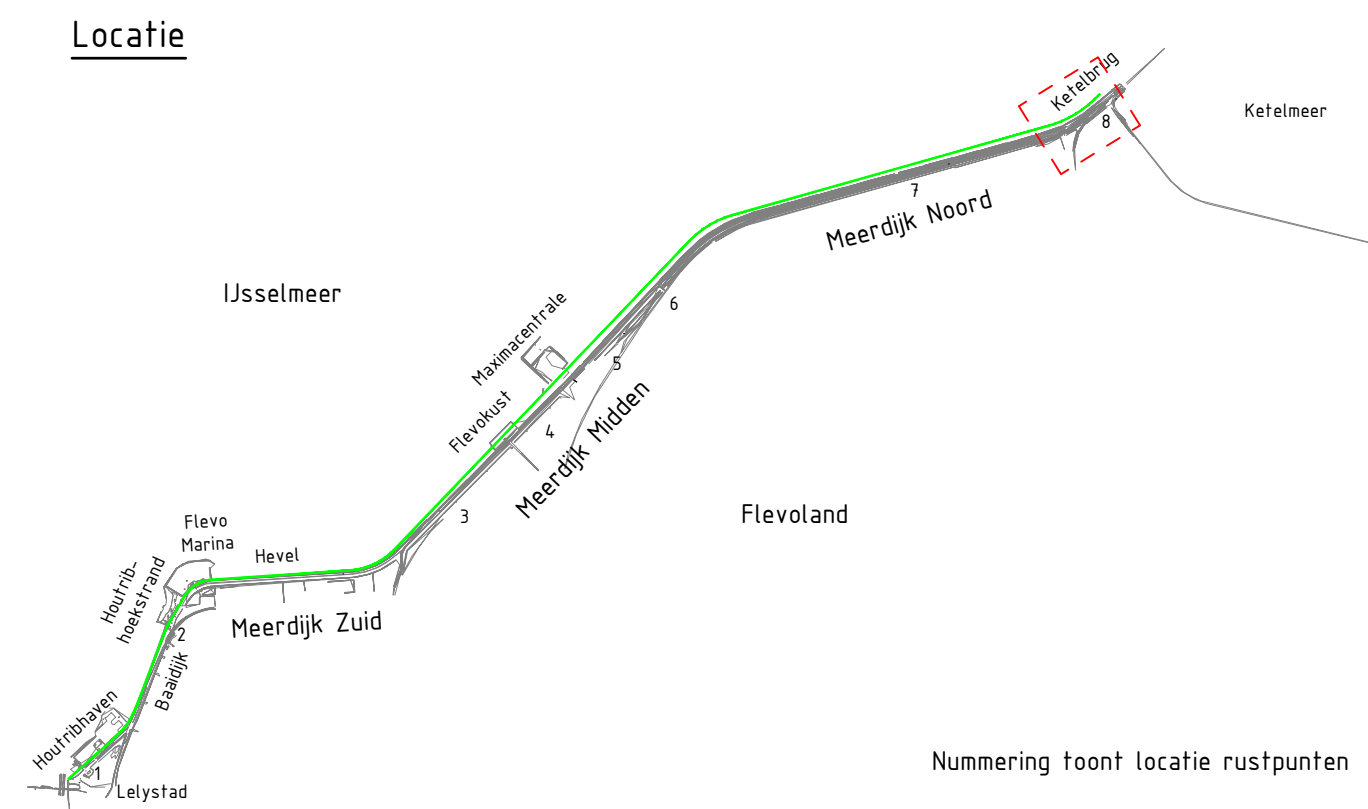 Locatie
Ketelbrug
Ketelmeer
8
7
Meerdijk Noord
IJsselmeer
6
Maximacentrale
5
Flevokust
4
Meerdijk Midden
3
Flevoland
Flevo
Marina
Hevel
Houtrib-
hoekstrand
Meerdijk Zuid
2
Baaidijk
Houtribhaven
1
Lelystad
Nummering toont locatie rustpunten